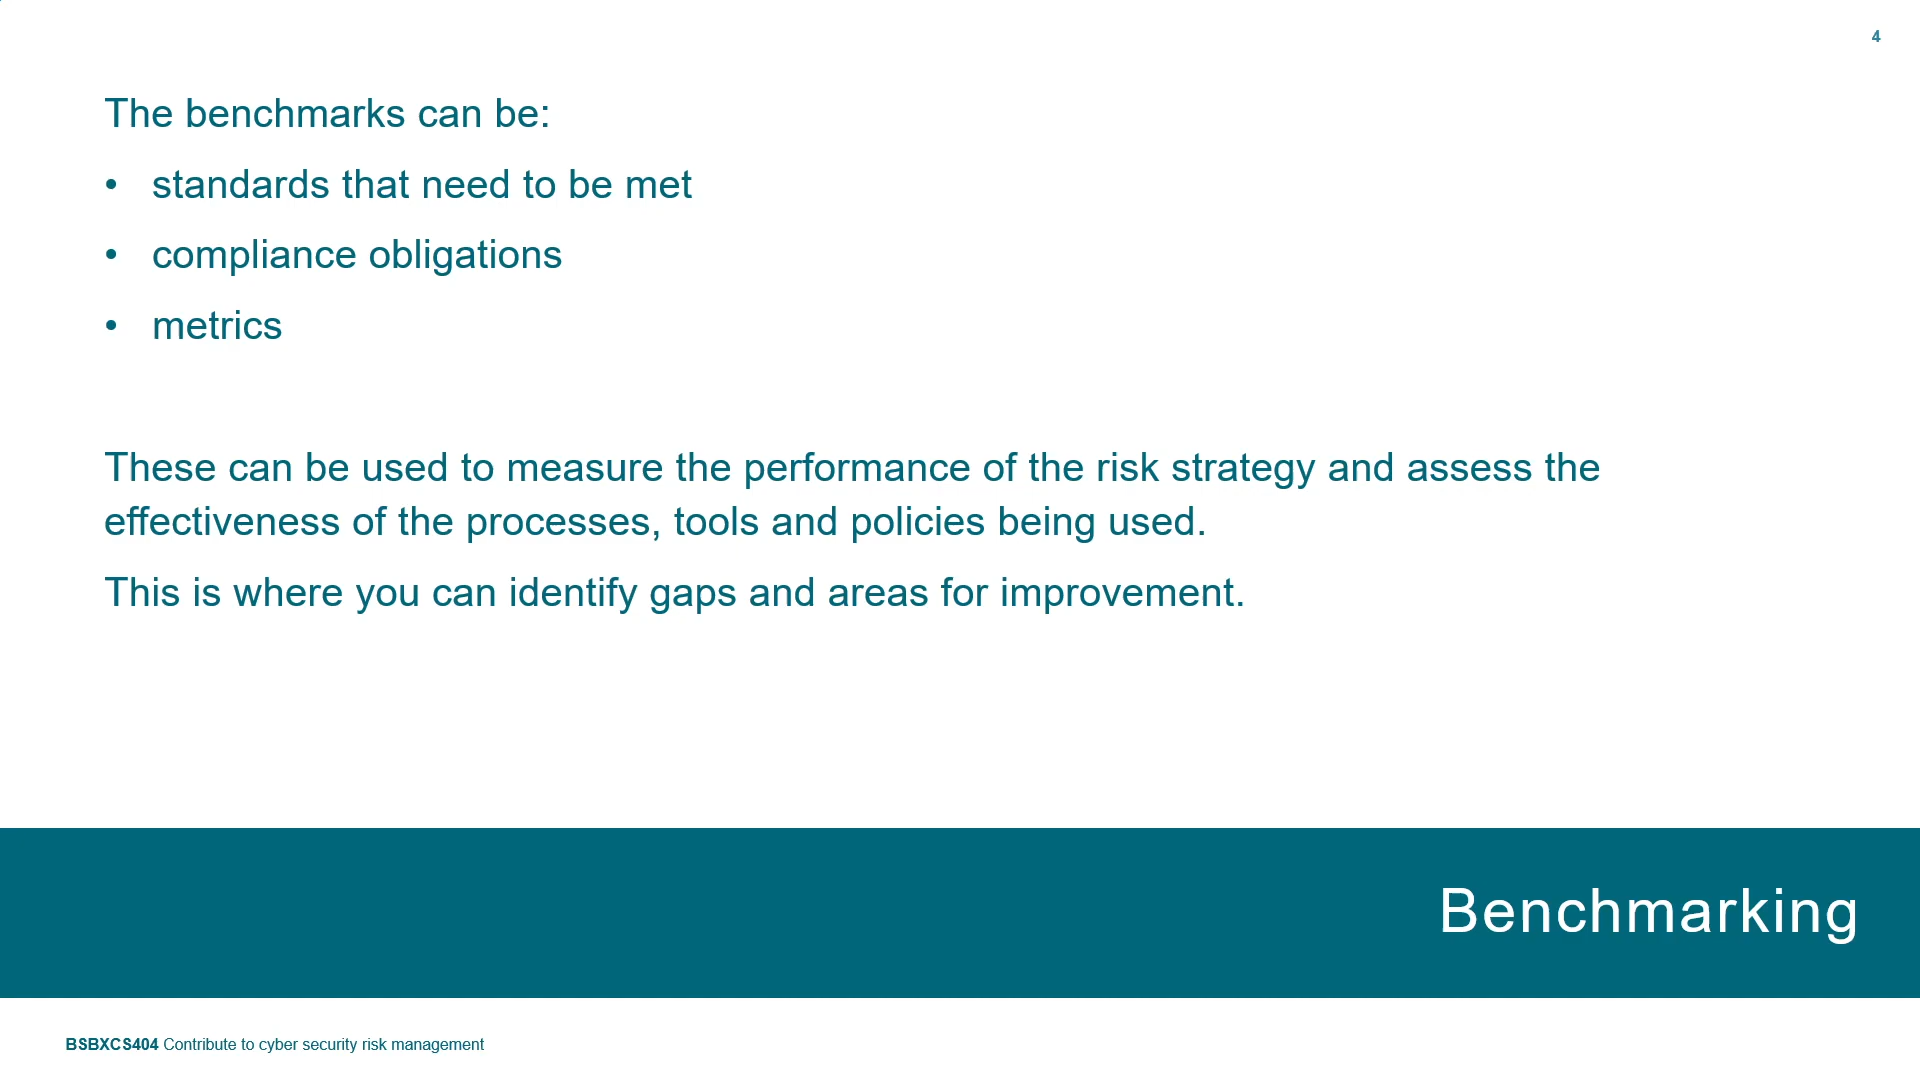 4
The benchmarks can be:
• standards that need to be met
• compliance obligations
• metrics
These can be used to measure the performance of the risk strategy and assess the
effectiveness of the processes, tools and policies being used.
This is where you can identify gaps and areas for improvement.
Benchmarking
BSBXCS404 Contribute to cyber security risk management